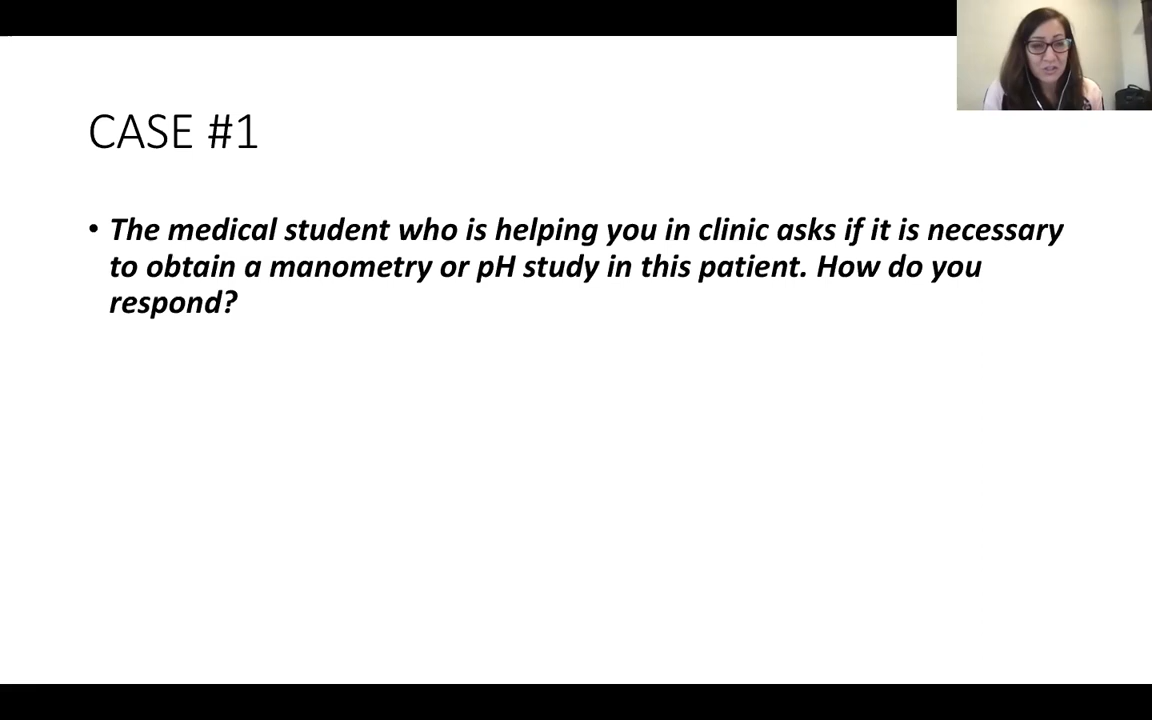 CASE #1
• The medical student who is helping you in clinic asks if it is necessary
to obtain a manometry or pH study in this patient. How do you
respond?